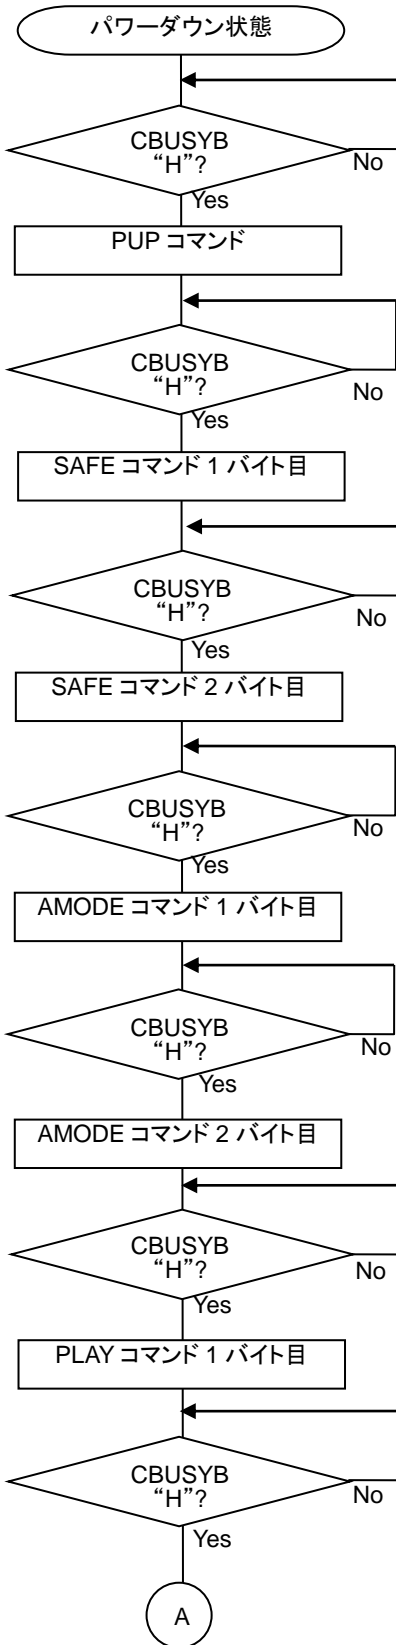 パワーダウン状態
CBUSYB
“H”?
No
Yes
PUP コマンド
CBUSYB
“H”?
No
Yes
SAFE コマンド 1 バイト目
CBUSYB
“H”?
No
Yes
SAFE コマンド 2 バイト目
CBUSYB
“H”?
No
Yes
AMODE コマンド 1 バイト目
CBUSYB
“H”?
No
Yes
AMODE コマンド 2 バイト目
CBUSYB
“H”?
No
Yes
PLAY コマンド 1 バイト目
CBUSYB
“H”?
No
Yes
A